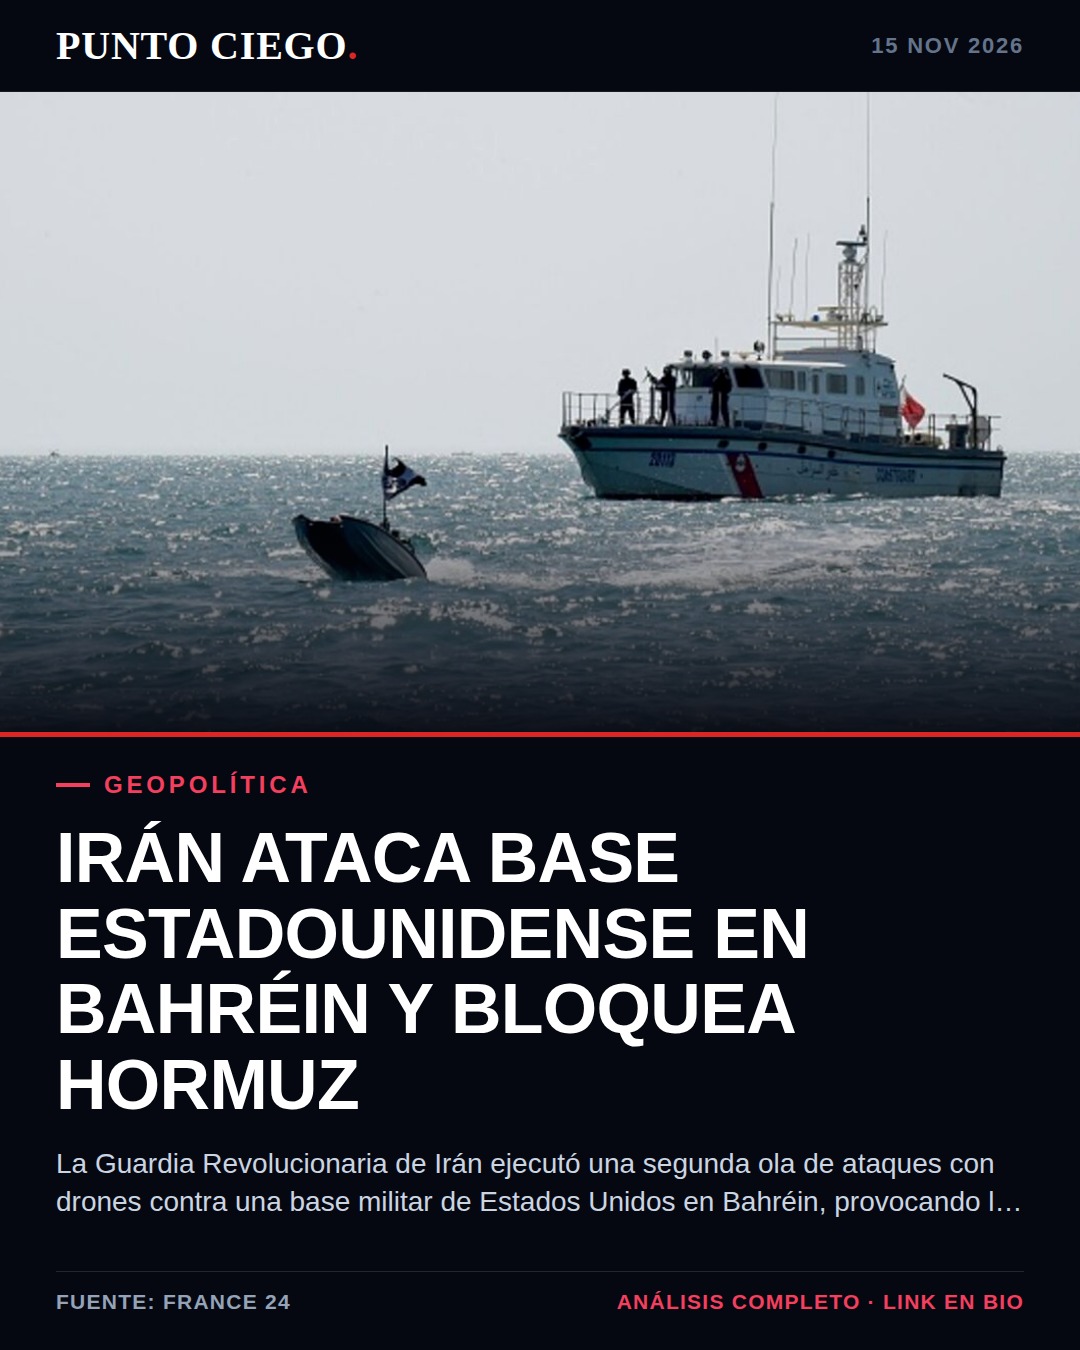 PUNTO CIEGO.
15 NOV 2026
COASTGUARD
GEOPOLÍTICA
IRÁN ATACA BASE
ESTADOUNIDENSE EN
BAHRÉIN Y BLOQUEA
HORMUZ
La Guardia Revolucionaria de Irán ejecutó una segunda ola de ataques con
drones contra una base militar de Estados Unidos en Bahréin, provocando l…
FUENTE: FRANCE 24
ANÁLISIS COMPLETO · LINK EN BIO